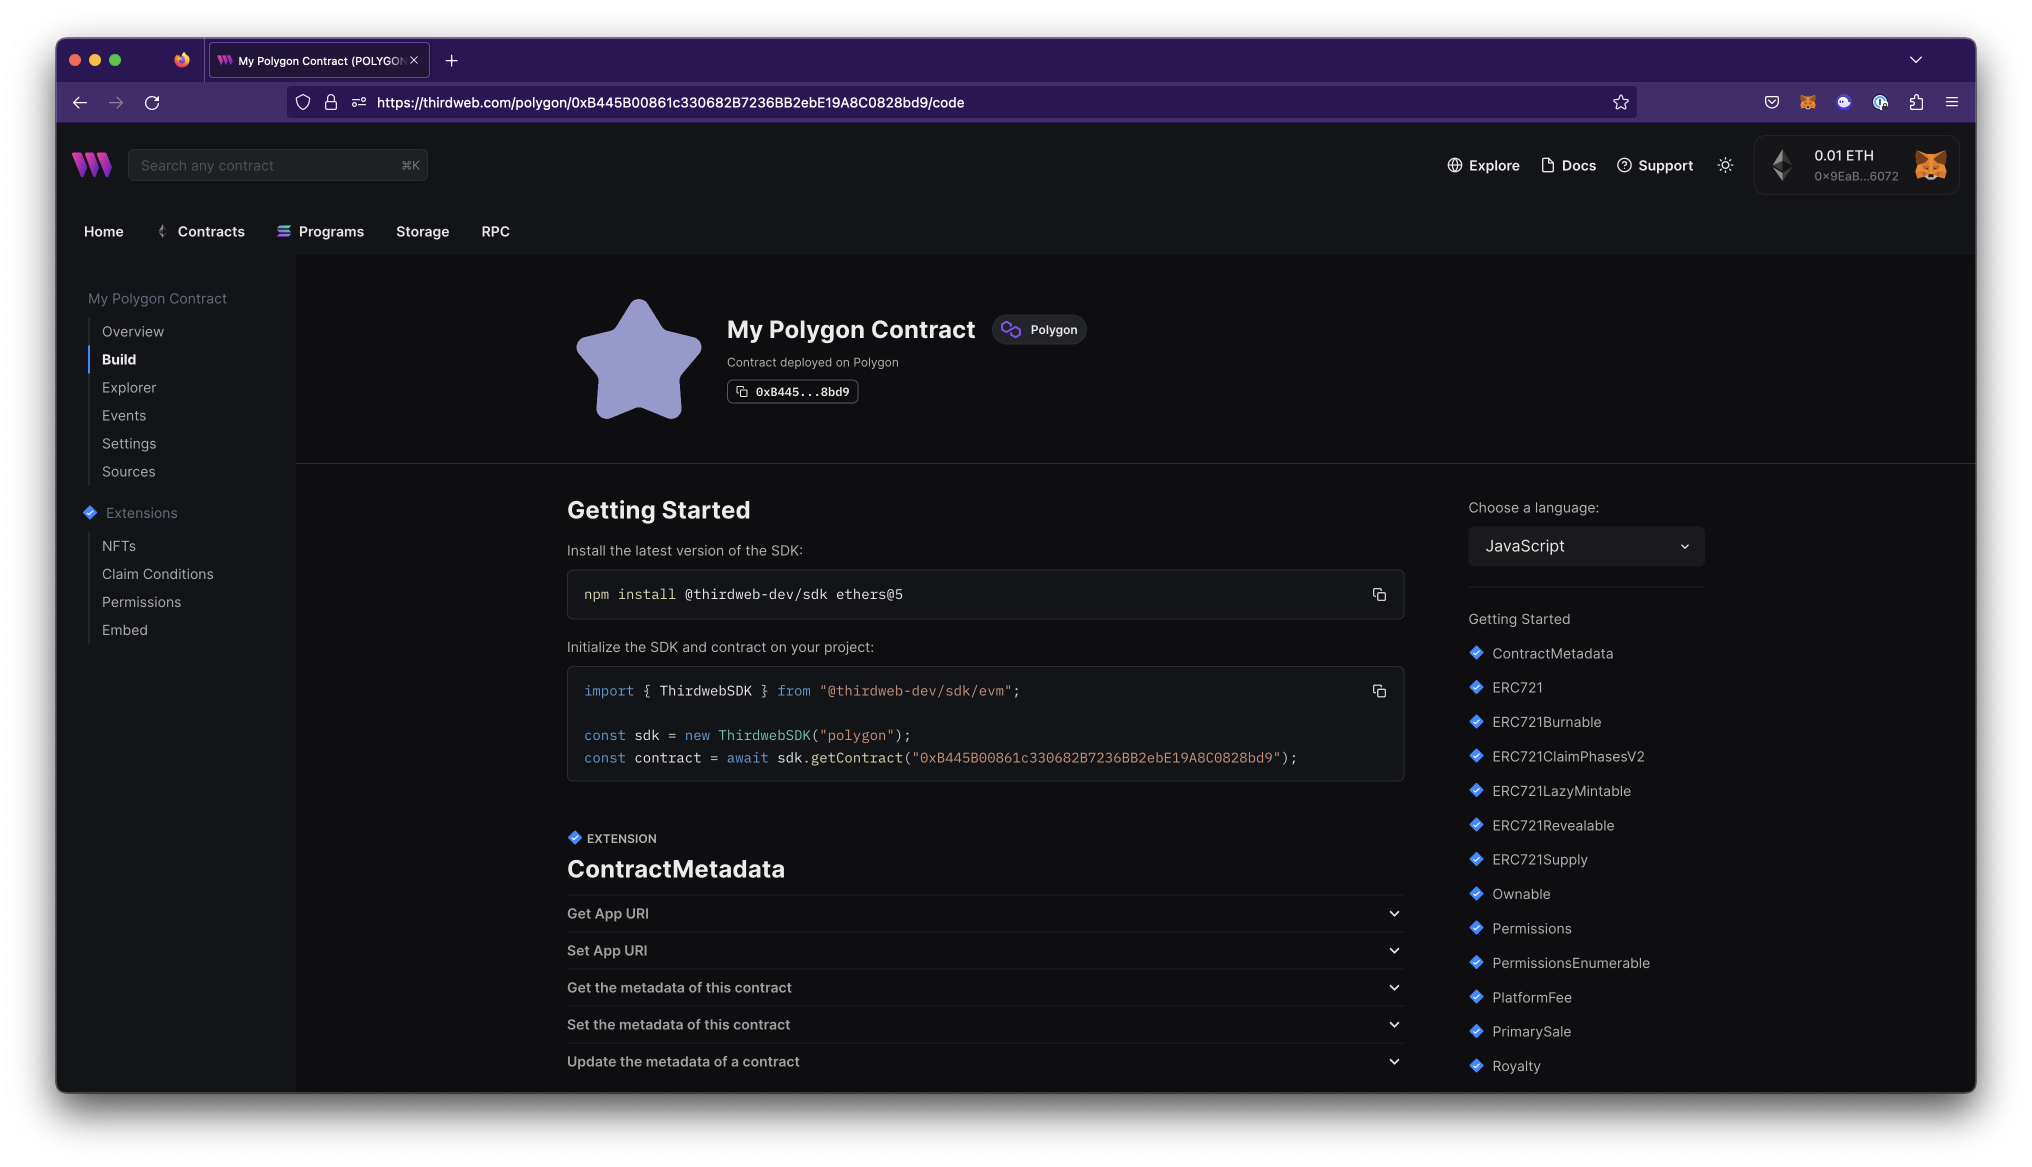 My Polygon Contract (POLYGON
https://thirdweb.com/polygon/0xB445B00861c330682B7236BB2ebE19A8C0828bd9/code
Search any contract ⌘K
Explore
Docs
Support
0.01 ETH
0x9EaB...6072
Home
Contracts
Programs
Storage
RPC
My Polygon Contract
Overview
Build
Explorer
Events
Settings
Sources
Extensions
NFTs
Claim Conditions
Permissions
Embed
My Polygon Contract
Polygon
Contract deployed on Polygon
0xB445...8bd9
Getting Started
Install the latest version of the SDK:
npm install @thirdweb-dev/sdk ethers@5
Initialize the SDK and contract on your project:
import { ThirdwebSDK } from "@thirdweb-dev/sdk/evm";
const sdk = new ThirdwebSDK("polygon");
const contract = await sdk.getContract("0xB445B00861c330682B7236BB2ebE19A8C0828bd9");
EXTENSION
ContractMetadata
Get App URI
Set App URI
Get the metadata of this contract
Set the metadata of this contract
Update the metadata of a contract
Choose a language:
JavaScript
Getting Started
ContractMetadata
ERC721
ERC721Burnable
ERC721ClaimPhasesV2
ERC721LazyMintable
ERC721Revealable
ERC721Supply
Ownable
Permissions
PermissionsEnumerable
PlatformFee
PrimarySale
Royalty